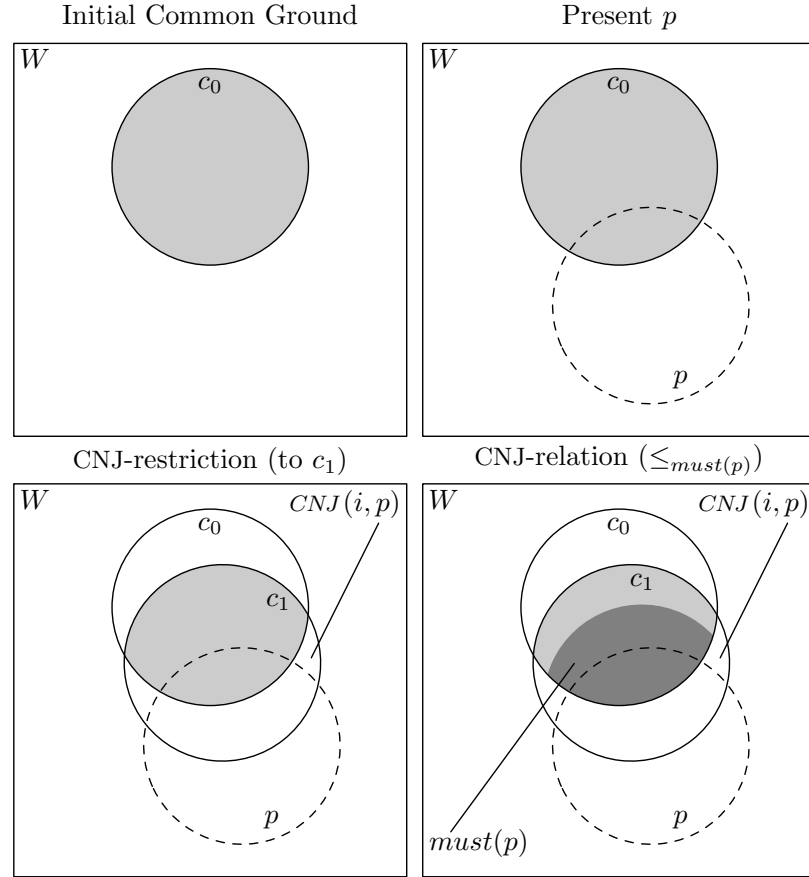 Initial Common Ground
W
c₀
Present p
W
c₀
p
CNJ-restriction (to c₁)
W
CNJ(i, p)
c₀
c₁
p
CNJ-relation (≤must(p))
W
CNJ(i, p)
c₀
c₁
must(p)
p